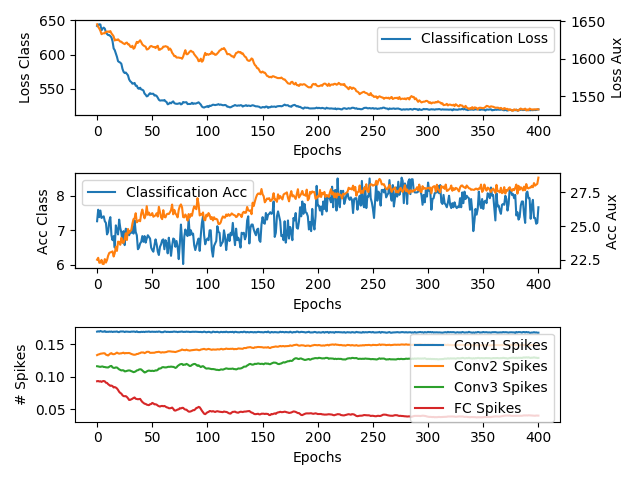 Loss Class
650
600
550
Classification Loss
1650
1600
1550
Loss Aux
0 50 100 150 200 250 300 350 400
Epochs
Acc Class
8
7
6
Classification Acc
27.5
25.0
22.5
Acc Aux
0 50 100 150 200 250 300 350 400
Epochs
# Spikes
0.15
0.10
0.05
Conv1 Spikes
Conv2 Spikes
Conv3 Spikes
FC Spikes
0 50 100 150 200 250 300 350 400
Epochs